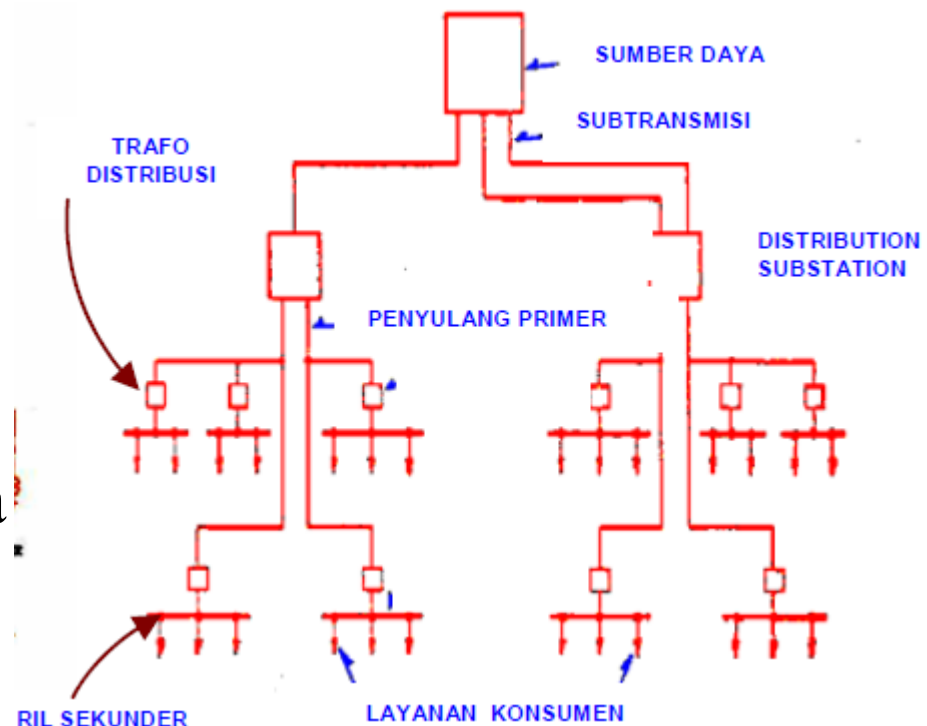 SUMBER DAYA
SUBTRANSMISI
TRAFO
DISTRIBUSI
DISTRIBUTION
SUBSTATION
PENYULANG PRIMER
RIL SEKUNDER
LAYANAN KONSUMEN